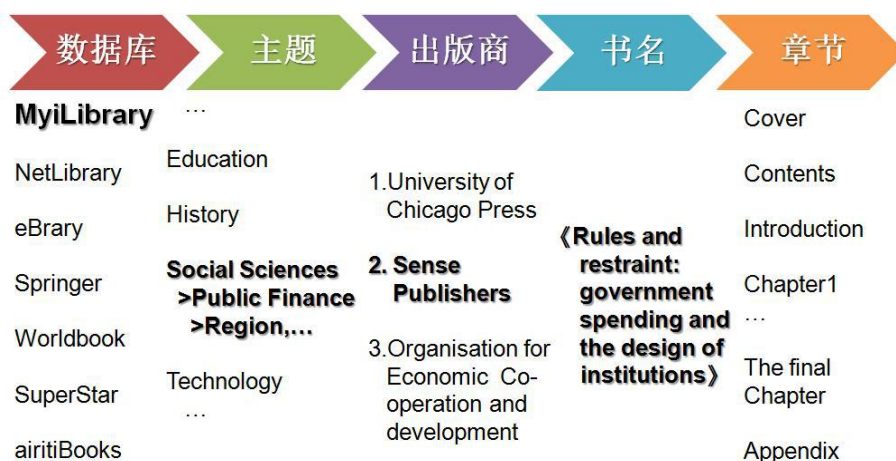 数据库
主题
出版商
书名
章节
MyiLibrary
NetLibrary
eBrary
Springer
Worldbook
SuperStar
airitiBooks
…
Education
History
Social Sciences
>Public Finance
>Region,…
Technology
…
1.University of
Chicago Press
2. Sense
Publishers
3.Organisation for
Economic Co-
operation and
development
《Rules and
restraint:
government
spending and
the design of
institutions》
Cover
Contents
Introduction
Chapter1
…
The final
Chapter
Appendix